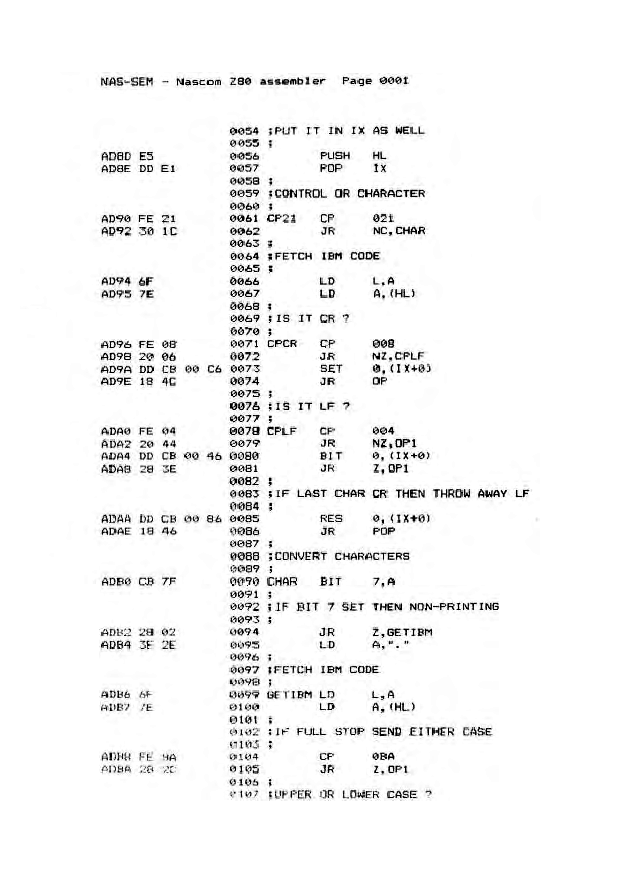 NAS-SEM - Nascom Z80 assembler Page 0001
0054 ;PUT IT IN IX AS WELL
0055 ;
AD8D E5 0056 PUSH HL
AD8E DD E1 0057 POP IX
0058 ;
0059 ;CONTROL OR CHARACTER
0060 ;
AD90 FE 21 0061 CP21 CP 021
AD92 30 1C 0062 JR NC,CHAR
0063 ;
0064 ;FETCH IBM CODE
0065 ;
AD94 6F 0066 LD L,A
AD95 7E 0067 LD A,(HL)
0068 ;
0069 ;IS IT CR ?
0070 ;
AD96 FE 08 0071 CPCR CP 008
AD98 20 06 0072 JR NZ,CPLF
AD9A DD CB 00 C6 0073 SET 0,(IX+0)
AD9E 18 4C 0074 JR OP
0075 ;
0076 ;IS IT LF ?
0077 ;
ADA0 FE 04 0078 CPLF CP 004
ADA2 20 44 0079 JR NZ,OP1
ADA4 DD CB 00 46 0080 BIT 0,(IX+0)
ADA8 28 3E 0081 JR Z,OP1
0082 ;
0083 ;IF LAST CHAR CR THEN THROW AWAY LF
0084 ;
ADAA DD CB 00 86 0085 RES 0,(IX+0)
ADAE 18 46 0086 JR POP
0087 ;
0088 ;CONVERT CHARACTERS
0089 ;
ADB0 CB 7F 0090 CHAR BIT 7,A
0091 ;
0092 ;IF BIT 7 SET THEN NON-PRINTING
0093 ;
ADB2 28 02 0094 JR Z,GETIBM
ADB4 3E 2E 0095 LD A,"."
0096 ;
0097 ;FETCH IBM CODE
0098 ;
ADB6 6F 0099 GETIBM LD L,A
ADB7 7E 0100 LD A,(HL)
0101 ;
0102 ;IF FULL STOP SEND EITHER CASE
0103 ;
ADB8 FE 0104 CP 0BA
ADBA 28 2C 0105 JR Z,OP1
0106 ;
0107 ;UPPER OR LOWER CASE ?